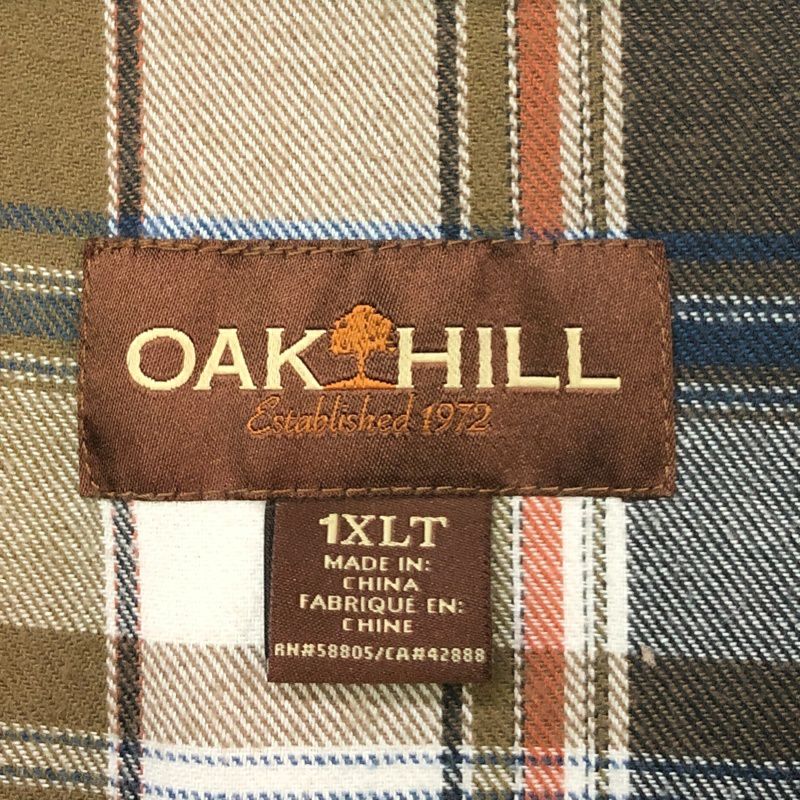 OAK HILL
Established 1972
1XLT
MADE IN:
CHINA
FABRIQUÉ EN:
CHINE
RN#58805/CA#42888